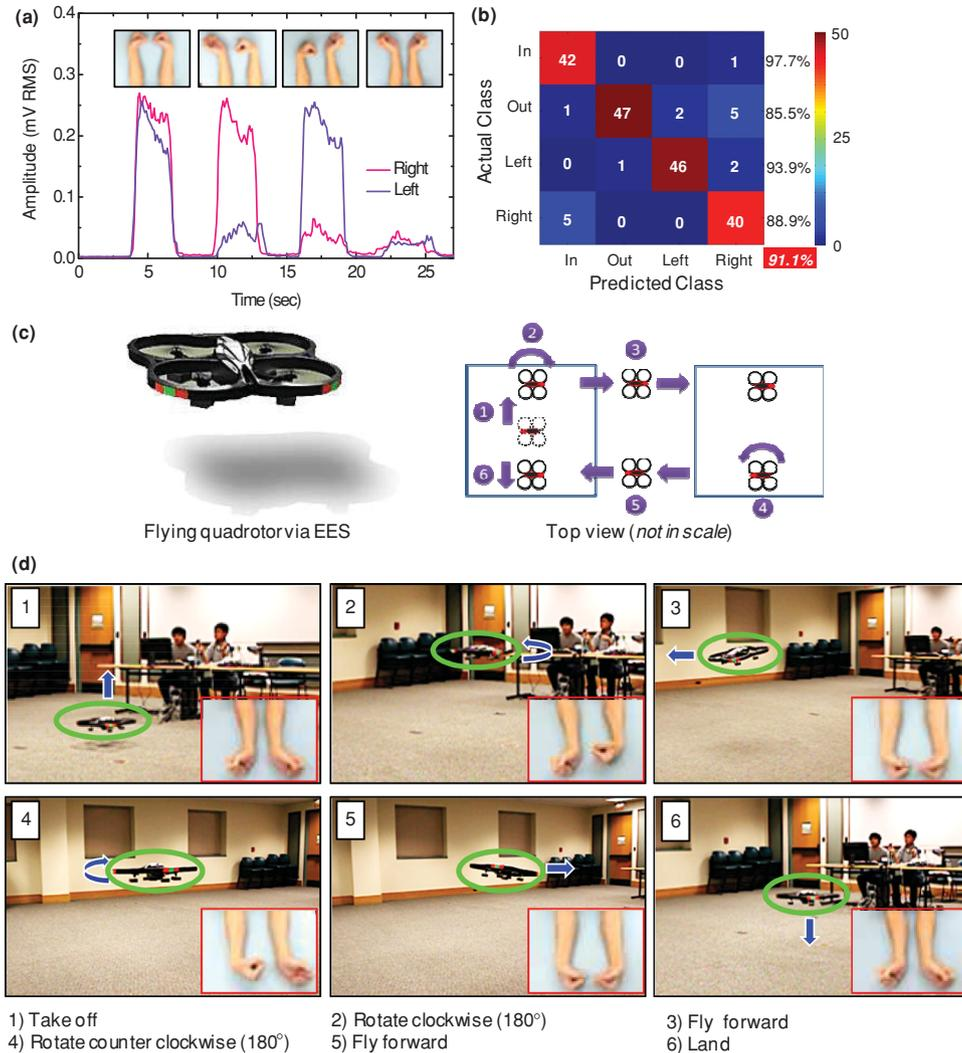 (a)
0.4
0.3
0.2
0.1
0.0
Amplitude (mV RMS)
Right
Left
0 5 10 15 20 25
Time (sec)
(b)
Actual Class
In 42 0 0 1 97.7%
Out 1 47 2 5 85.5%
Left 0 1 46 2 93.9%
Right 5 0 0 40 88.9%
In Out Left Right 91.1%
Predicted Class
50
25
0
(c)
Flying quadrotor via EES
2 3
1
6
5 4
Top view (not in scale)
(d)
1 2 3
4 5 6
1) Take off 2) Rotate clockwise (180°) 3) Fly forward
4) Rotate counter clockwise (180°) 5) Fly forward 6) Land